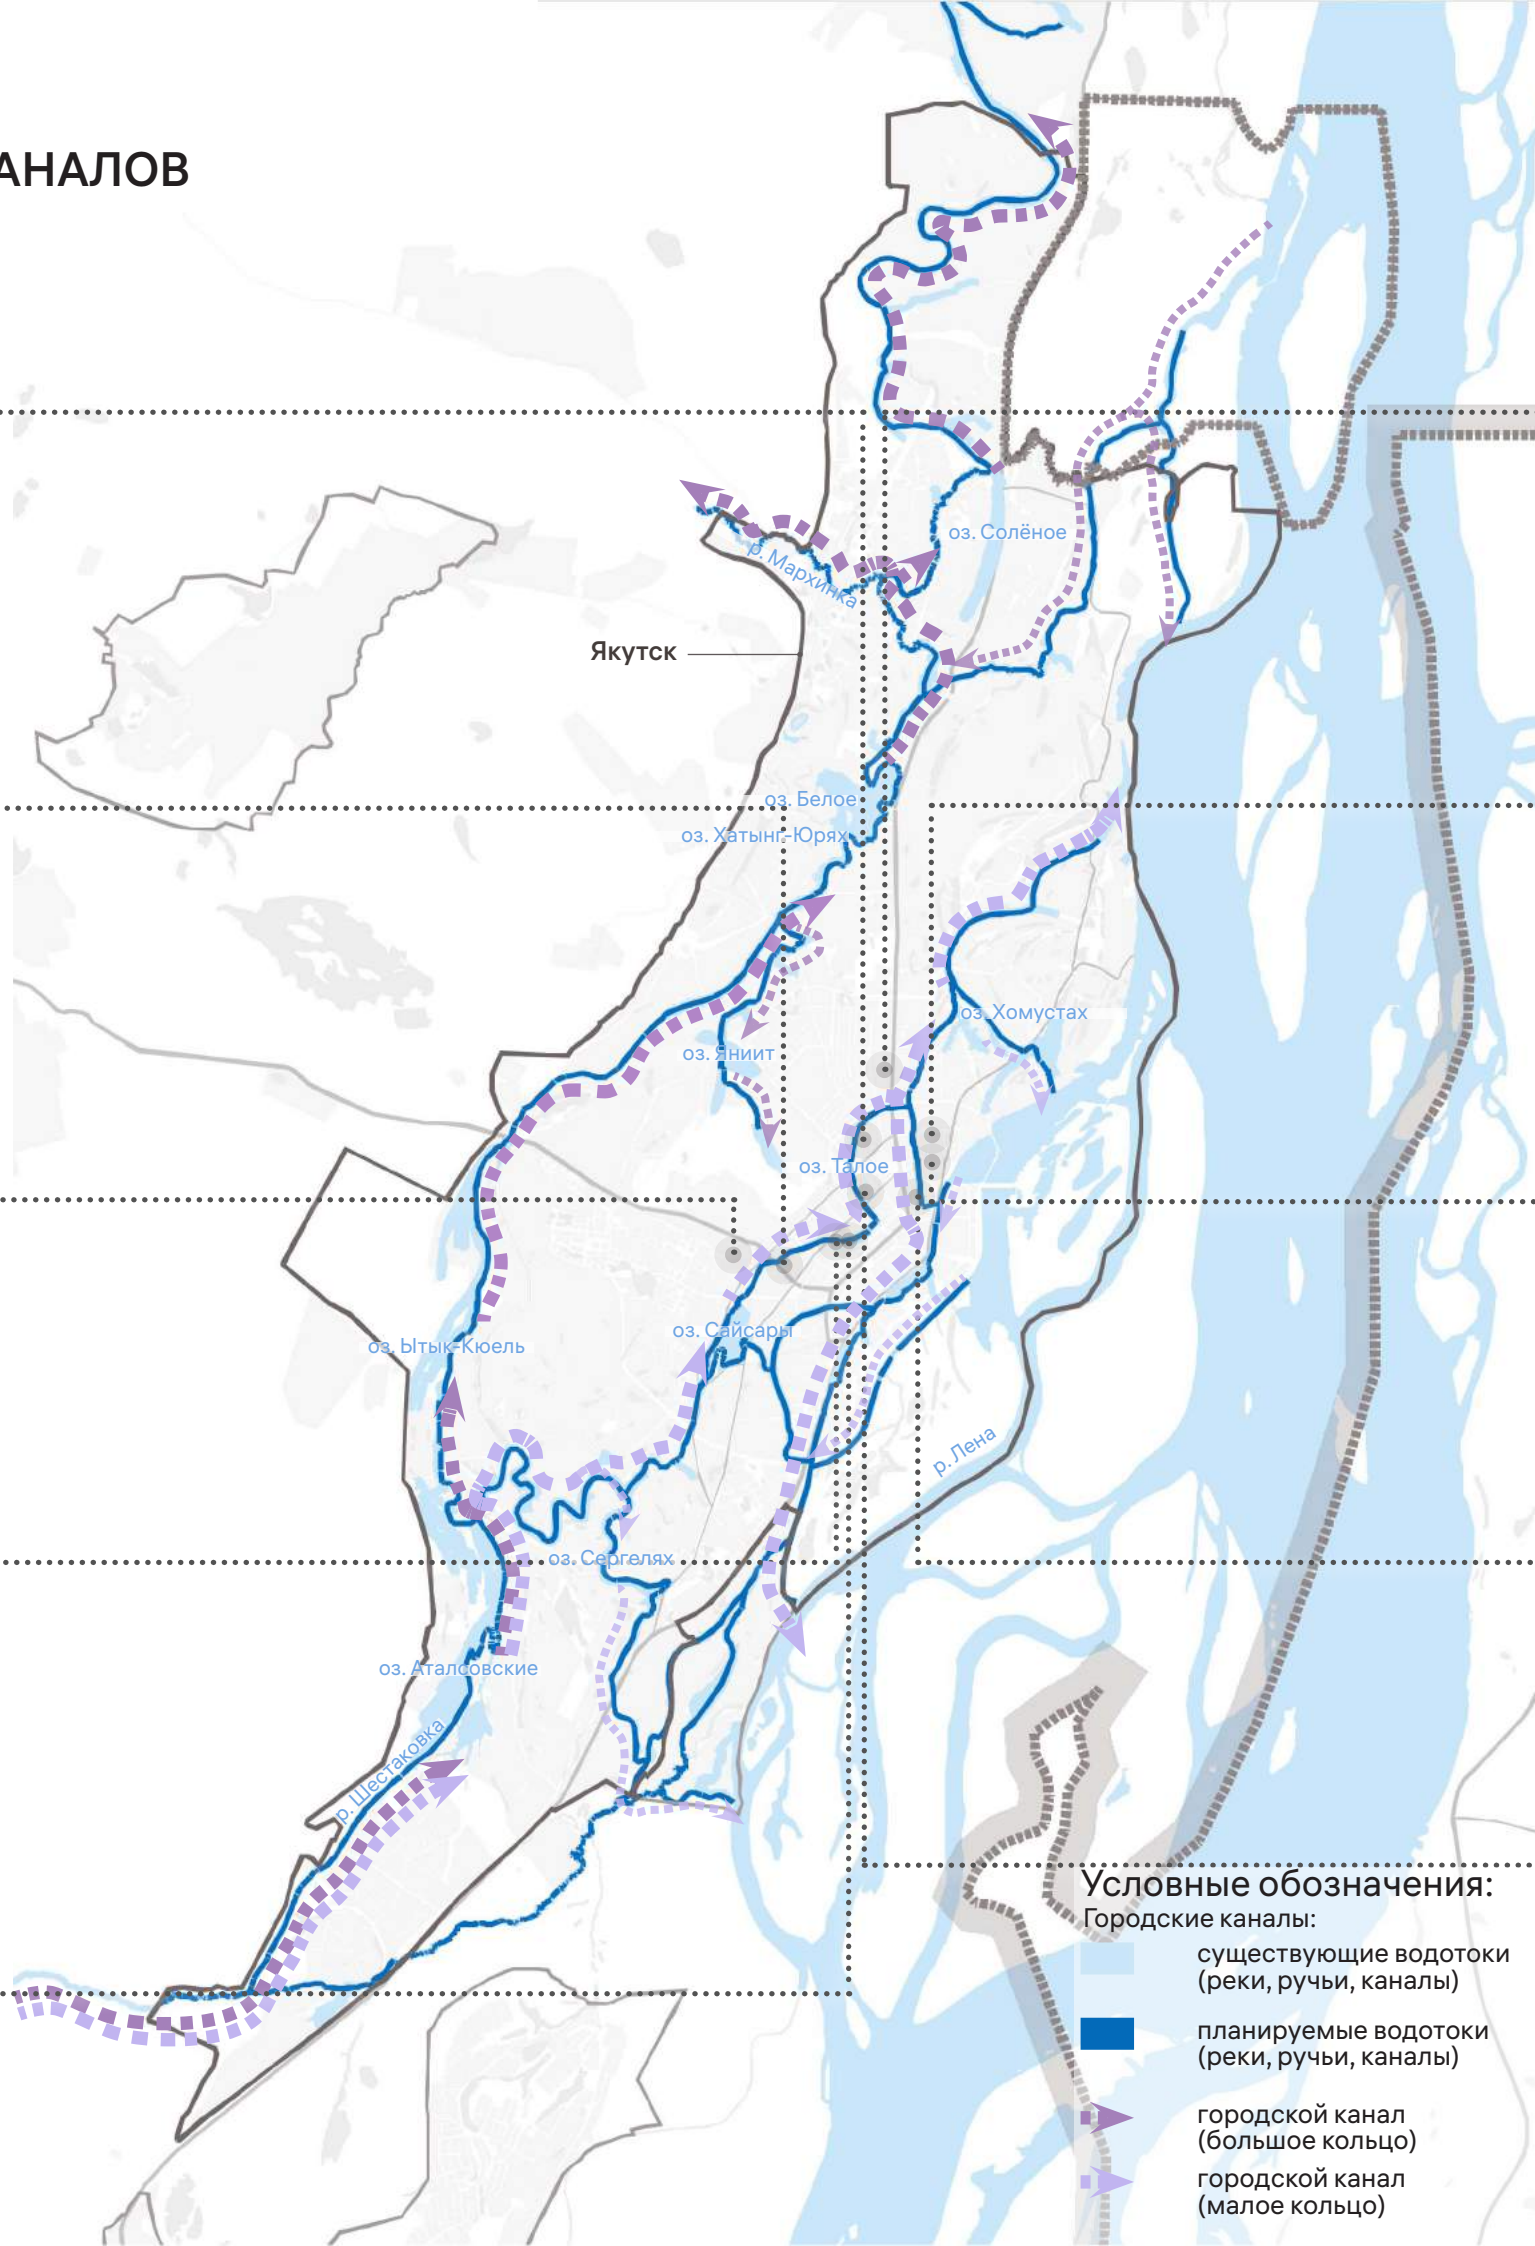 АНАЛОВ
оз. Солёное
р. Мархинка
Якутск
оз. Белое
оз. Хатынг-Юрях
оз. Хомустах
оз. Яниит
оз. Талое
оз. Сайсары
оз. Ытык-Кюель
р. Лена
оз. Сергелях
оз. Аталсовские
р. Шестаковка
Условные обозначения:
Городские каналы:
существующие водотоки
(реки, ручьи, каналы)
планируемые водотоки
(реки, ручьи, каналы)
городской канал
(большое кольцо)
городской канал
(малое кольцо)